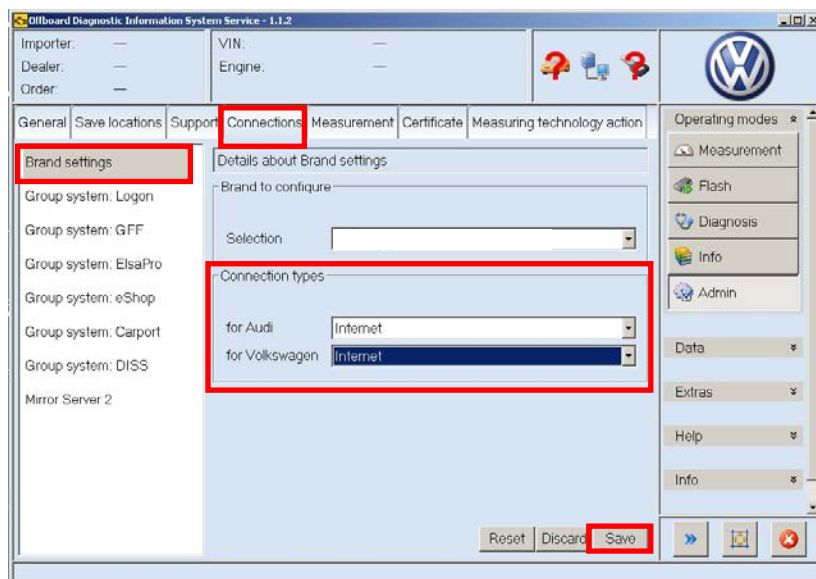 Offboard Diagnostic Information System Service - 1.1.2
Importer: —
Dealer: —
Order: —
VIN: —
Engine: —
General Save locations Support Connections Measurement Certificate Measuring technology action
Brand settings
Group system: Logon
Group system: GFF
Group system: ElsaPro
Group system: eShop
Group system: Carport
Group system: DISS
Mirror Server 2
Details about Brand settings
Brand to configure
Selection
Connection types
for Audi Internet
for Volkswagen Internet
Reset Discard Save
Operating modes
Measurement
Flash
Diagnosis
Info
Admin
Data
Extras
Help
Info